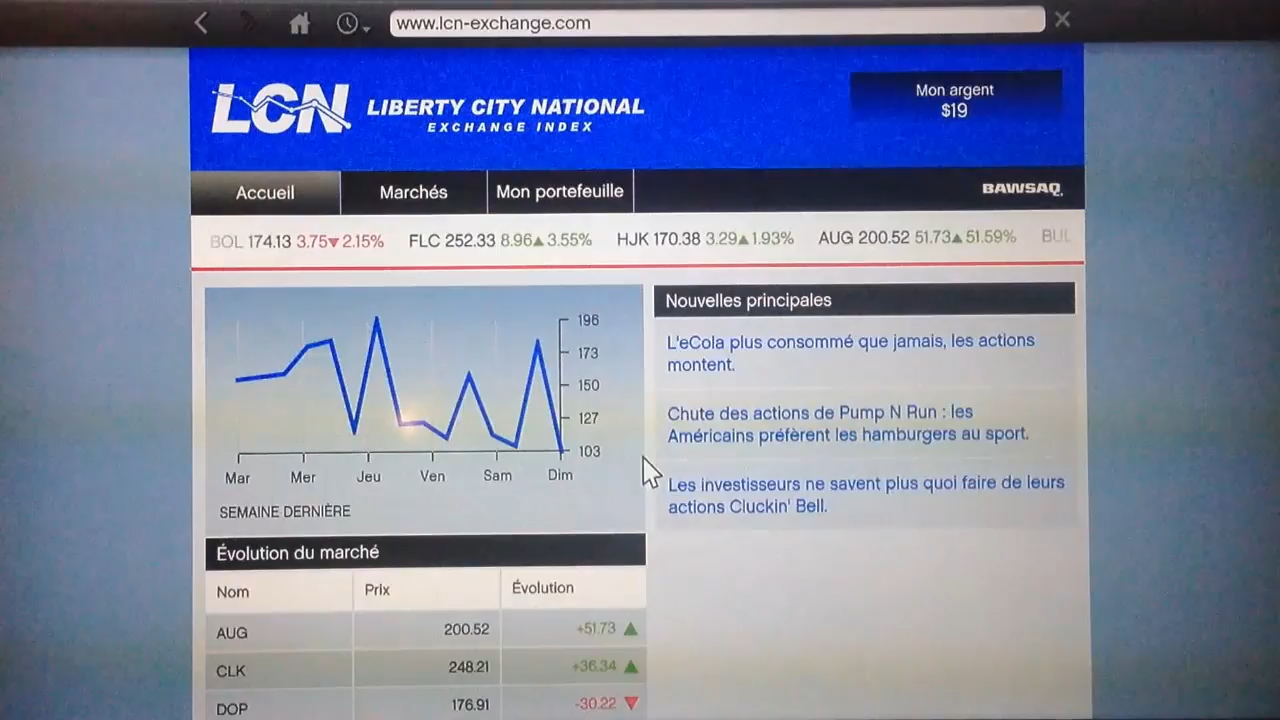 www.lcn-exchange.com
LCN LIBERTY CITY NATIONAL
EXCHANGE INDEX
Mon argent
$19
Accueil Marchés Mon portefeuille BAWSAQ.
BOL 174.13 3.75▼2.15% FLC 252.33 8.96▲3.55% HJK 170.38 3.29▲1.93% AUG 200.52 51.73▲51.59% BUL
196
173
150
127
103
Mar Mer Jeu Ven Sam Dim
SEMAINE DERNIÈRE
Nouvelles principales
L'eCola plus consommé que jamais, les actions
montent.
Chute des actions de Pump N Run : les
Américains préfèrent les hamburgers au sport.
Les investisseurs ne savent plus quoi faire de leurs
actions Cluckin' Bell.
Évolution du marché
Nom Prix Évolution
AUG 200.52 +51.73 ▲
CLK 248.21 +36.34 ▲
DOP 176.91 -30.22 ▼